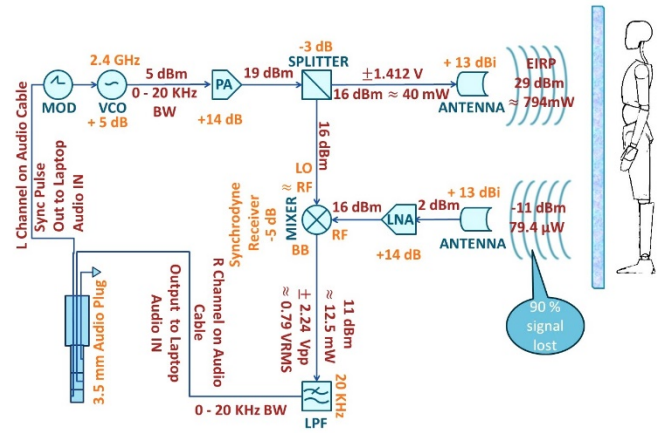 2.4 GHz
MOD
VCO
+ 5 dB
5 dBm
0 - 20 KHz
BW
PA
+14 dB
19 dBm
-3 dB
SPLITTER
±1.412 V
16 dBm ≈ 40 mW
+ 13 dBi
ANTENNA
EIRP
29 dBm
≈ 794mW
L Channel on Audio Cable
Sync Pulse
Out to Laptop
Audio IN
16 dBm
LO
≈ RF
Synchrodyne
Receiver
-5 dB
MIXER
BB
RF
16 dBm
LNA
+14 dB
2 dBm
+ 13 dBi
ANTENNA
-11 dBm
79.4 µW
90 %
signal
lost
3.5 mm Audio Plug
R Channel on Audio
Cable
Output to Laptop
Audio IN
0 - 20 KHz BW
11 dBm
≈ 12.5 mW
± 2.24 Vpp
≈ 0.79 VRMS
20 KHz
LPF